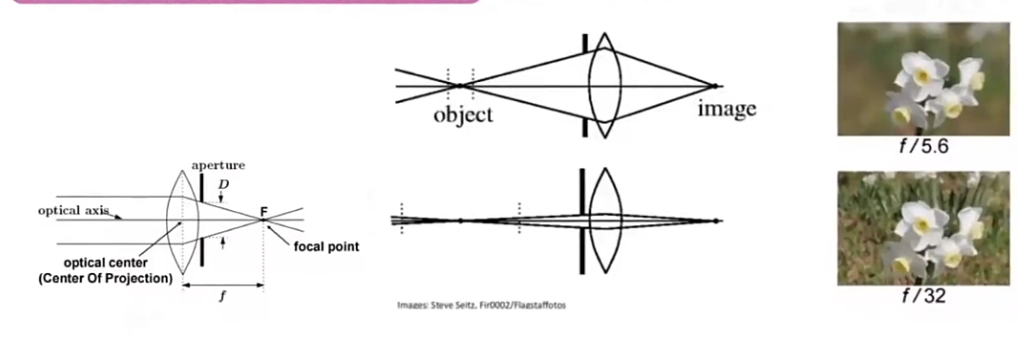 aperture
D
optical axis
F
focal point
optical center
(Center Of Projection)
f
object
image
Images: Steve Seitz, Fir0002/Flagstaffotos
f/5.6
f/32